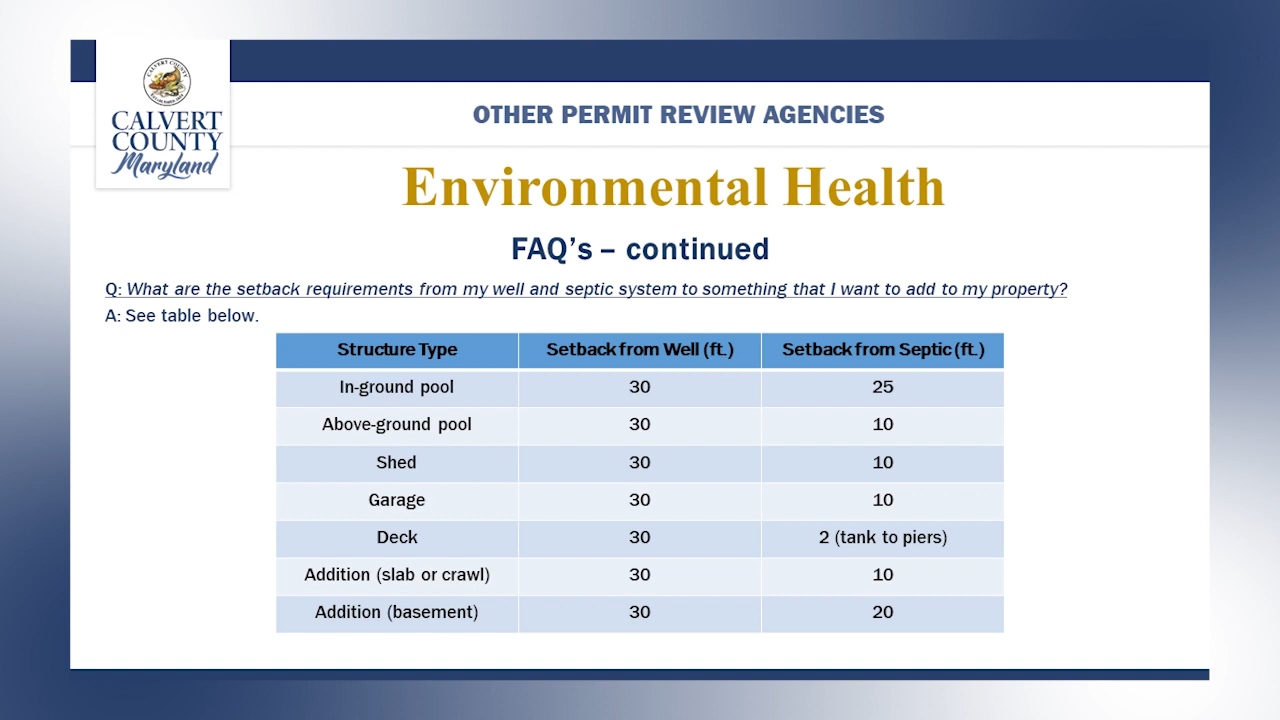 CALVERT COUNTY
CALVERT
COUNTY
Maryland
OTHER PERMIT REVIEW AGENCIES
Environmental Health
FAQ’s – continued
Q: What are the setback requirements from my well and septic system to something that I want to add to my property?
A: See table below.
Structure Type Setback from Well (ft.) Setback from Septic (ft.)
In-ground pool 30 25
Above-ground pool 30 10
Shed 30 10
Garage 30 10
Deck 30 2 (tank to piers)
Addition (slab or crawl) 30 10
Addition (basement) 30 20